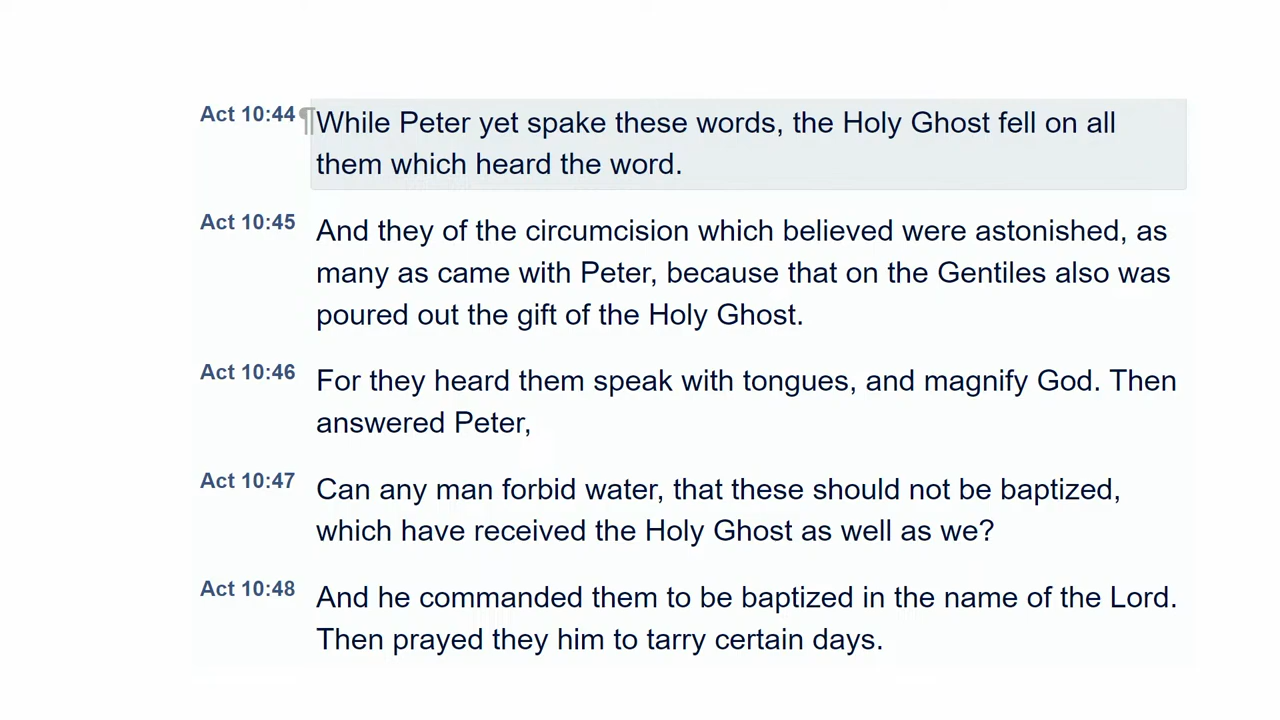 Act 10:44 ¶While Peter yet spake these words, the Holy Ghost fell on all
them which heard the word.
Act 10:45 And they of the circumcision which believed were astonished, as
many as came with Peter, because that on the Gentiles also was
poured out the gift of the Holy Ghost.
Act 10:46 For they heard them speak with tongues, and magnify God. Then
answered Peter,
Act 10:47 Can any man forbid water, that these should not be baptized,
which have received the Holy Ghost as well as we?
Act 10:48 And he commanded them to be baptized in the name of the Lord.
Then prayed they him to tarry certain days.